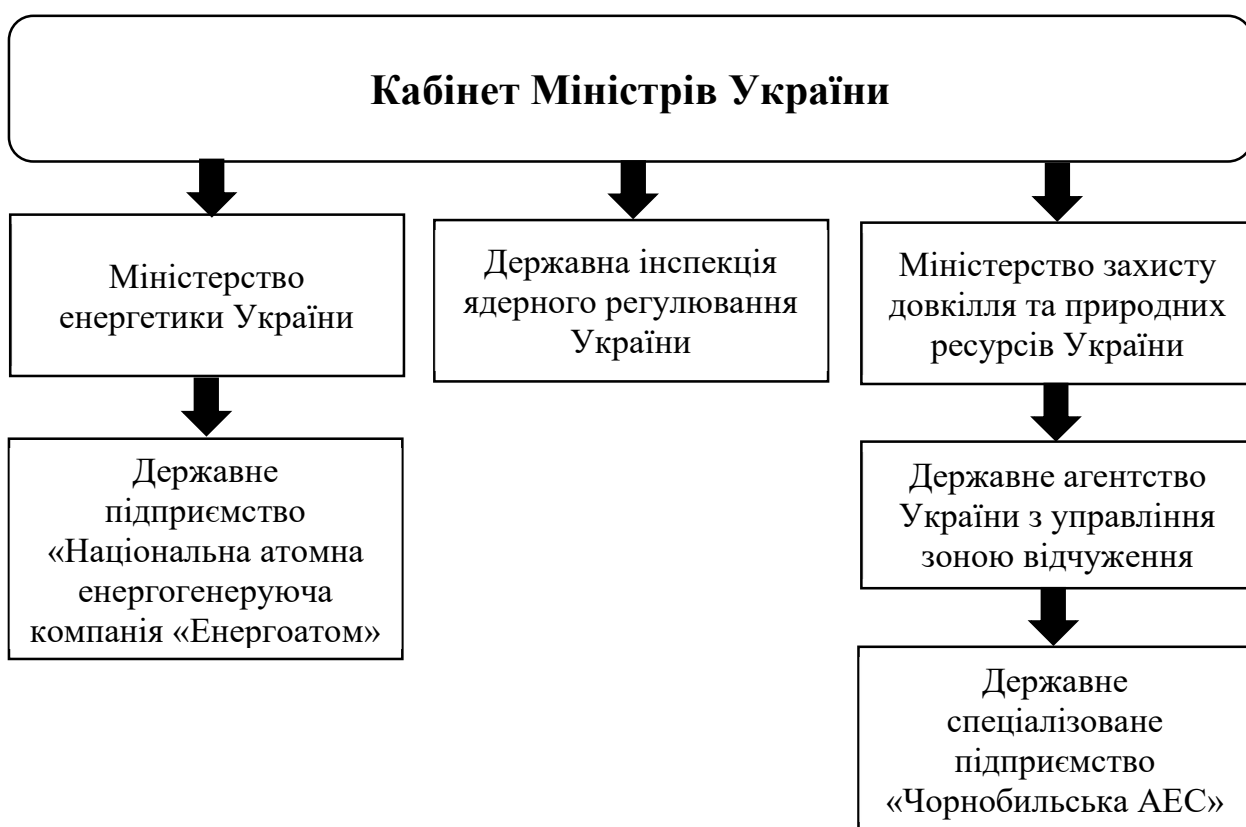 Кабінет Міністрів України
Міністерство
енергетики України
Державна інспекція
ядерного регулювання
України
Міністерство захисту
довкілля та природних
ресурсів України
Державне
підприємство
«Національна атомна
енергогенеруюча
компанія «Енергоатом»
Державне агентство
України з управління
зоною відчуження
Державне
спеціалізоване
підприємство
«Чорнобильська АЕС»